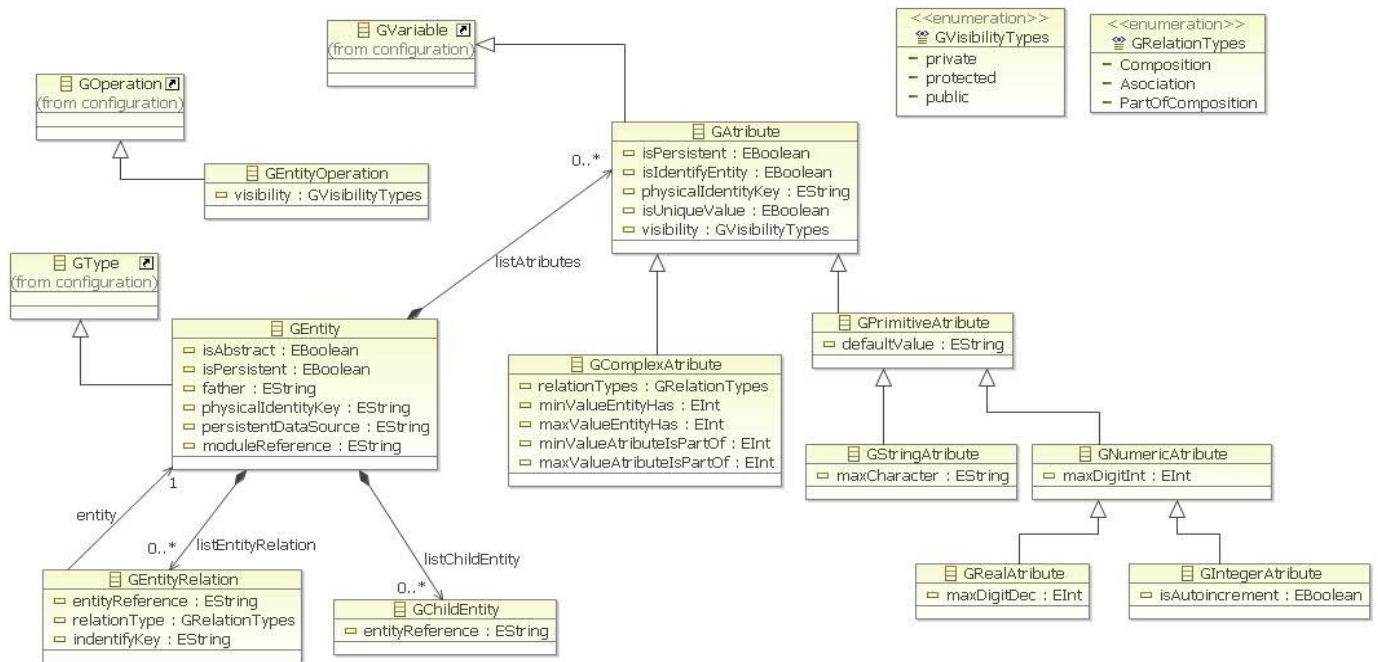 GVariable
(from configuration)
<<enumeration>>
GVisibilityTypes
private
protected
public
<<enumeration>>
GRelationTypes
Composition
Asociation
PartOfComposition
GOperation
(from configuration)
GEntityOperation
visibility : GVisibilityTypes
GAtribute
isPersistent : EBoolean
isIdentifyEntity : EBoolean
physicalIdentityKey : EString
isUniqueValue : EBoolean
visibility : GVisibilityTypes
0..*
listAtributes
GType
(from configuration)
GEntity
isAbstract : EBoolean
isPersistent : EBoolean
father : EString
physicalIdentityKey : EString
persistentDataSource : EString
moduleReference : EString
GComplexAtribute
relationTypes : GRelationTypes
minValueEntityHas : EInt
maxValueEntityHas : EInt
minValueAtributeIsPartOf : EInt
maxValueAtributeIsPartOf : EInt
GPrimitiveAtribute
defaultValue : EString
GStringAtribute
maxCharacter : EString
GNumericAtribute
maxDigitInt : EInt
1
entity
0..*
listEntityRelation
listChildEntity
0..*
GEntityRelation
entityReference : EString
relationType : GRelationTypes
indentifyKey : EString
GChildEntity
entityReference : EString
GRealAtribute
maxDigitDec : EInt
GIntegerAtribute
isAutoincrement : EBoolean